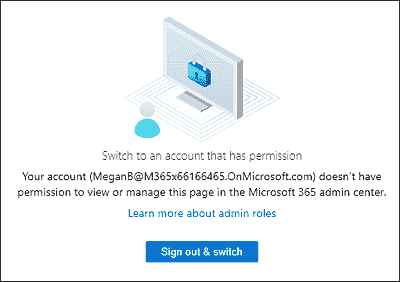 Switch to an account that has permission
Your account (MeganB@M365x66166465.OnMicrosoft.com) doesn't have
permission to view or manage this page in the Microsoft 365 admin center.
Learn more about admin roles
Sign out & switch